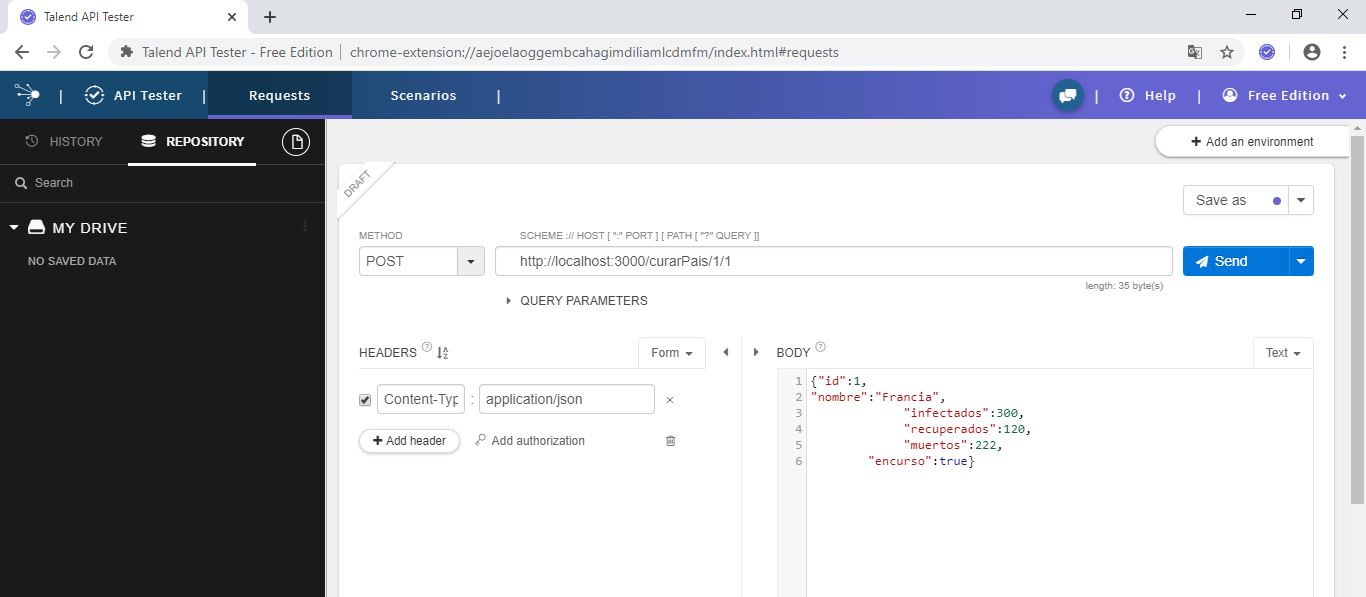 Talend API Tester
Talend API Tester - Free Edition | chrome-extension://aejoelaoggembcahagimdiliamlcdmfm/index.html#requests
| API Tester | Requests Scenarios | | Help | Free Edition
HISTORY REPOSITORY
+ Add an environment
Search
DRAFT
Save as
MY DRIVE
NO SAVED DATA
METHOD SCHEME :// HOST [ ":" PORT ] [ PATH [ "?" QUERY ]]
POST http://localhost:3000/curarPais/1/1 Send
length: 35 byte(s)
QUERY PARAMETERS
HEADERS ? Form BODY ? Text
Content-Typ : application/json ×
+ Add header Add authorization
1 {"id":1,
2 "nombre":"Francia",
3 "infectados":300,
4 "recuperados":120,
5 "muertos":222,
6 "encurso":true}